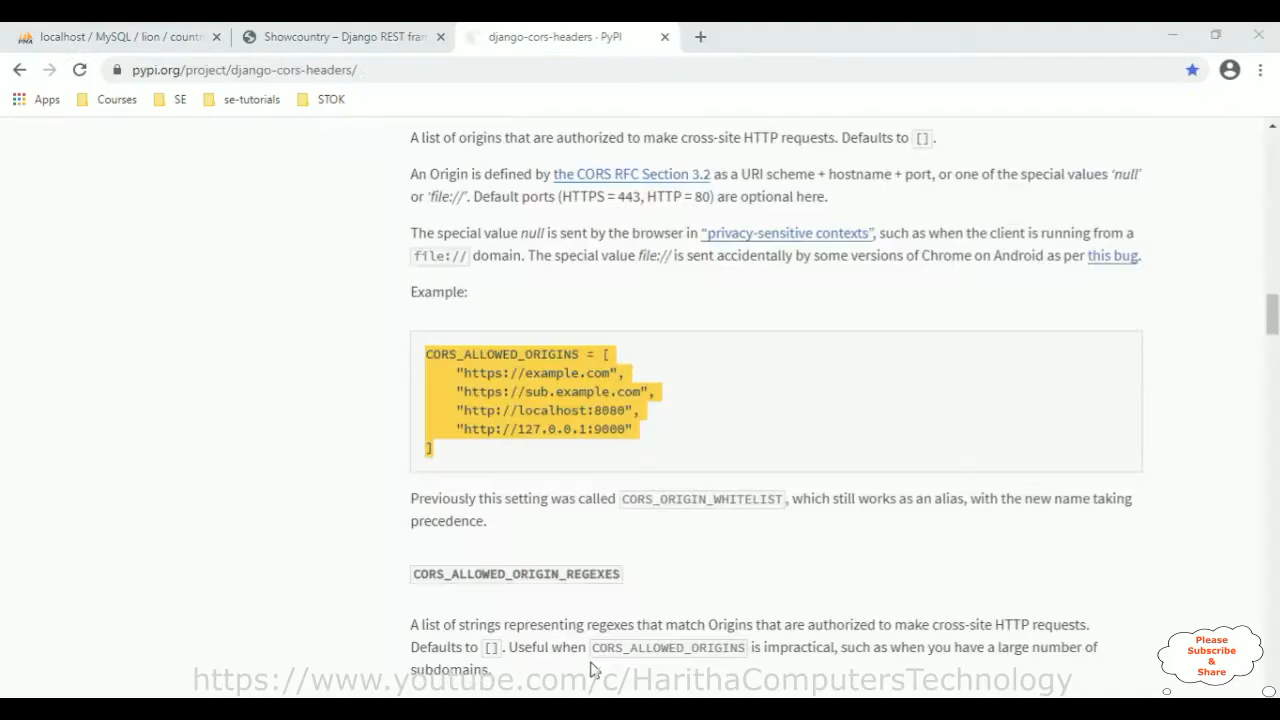 localhost / MySQL / lion / countr
Showcountry – Django REST fram
django-cors-headers · PyPI
pypi.org/project/django-cors-headers/
Apps
Courses
SE
se-tutorials
STOK
A list of origins that are authorized to make cross-site HTTP requests. Defaults to [].
An Origin is defined by the CORS RFC Section 3.2 as a URI scheme + hostname + port, or one of the special values ‘null’
or ‘file://’. Default ports (HTTPS = 443, HTTP = 80) are optional here.
The special value null is sent by the browser in “privacy-sensitive contexts”, such as when the client is running from a
file:// domain. The special value file:// is sent accidentally by some versions of Chrome on Android as per this bug.
Example:
CORS_ALLOWED_ORIGINS = [
"https://example.com",
"https://sub.example.com",
"http://localhost:8080",
"http://127.0.0.1:9000"
]
Previously this setting was called CORS_ORIGIN_WHITELIST, which still works as an alias, with the new name taking
precedence.
CORS_ALLOWED_ORIGIN_REGEXES
A list of strings representing regexes that match Origins that are authorized to make cross-site HTTP requests.
Defaults to []. Useful when CORS_ALLOWED_ORIGINS is impractical, such as when you have a large number of
subdomains.
https://www.youtube.com/c/HarithaComputersTechnology
Please
Subscribe
&
Share